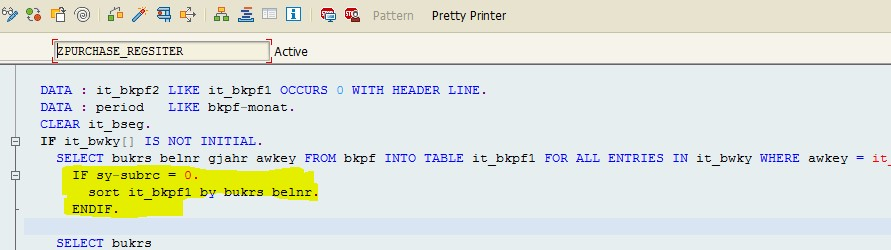 Pattern Pretty Printer
ZPURCHASE_REGSITER Active
DATA : it_bkpf2 LIKE it_bkpf1 OCCURS 0 WITH HEADER LINE.
DATA : period LIKE bkpf-monat.
CLEAR it_bseg.
IF it_bwky[] IS NOT INITIAL.
SELECT bukrs belnr gjahr awkey FROM bkpf INTO TABLE it_bkpf1 FOR ALL ENTRIES IN it_bwky WHERE awkey = it_
IF sy-subrc = 0.
sort it_bkpf1 by bukrs belnr.
ENDIF.
SELECT bukrs